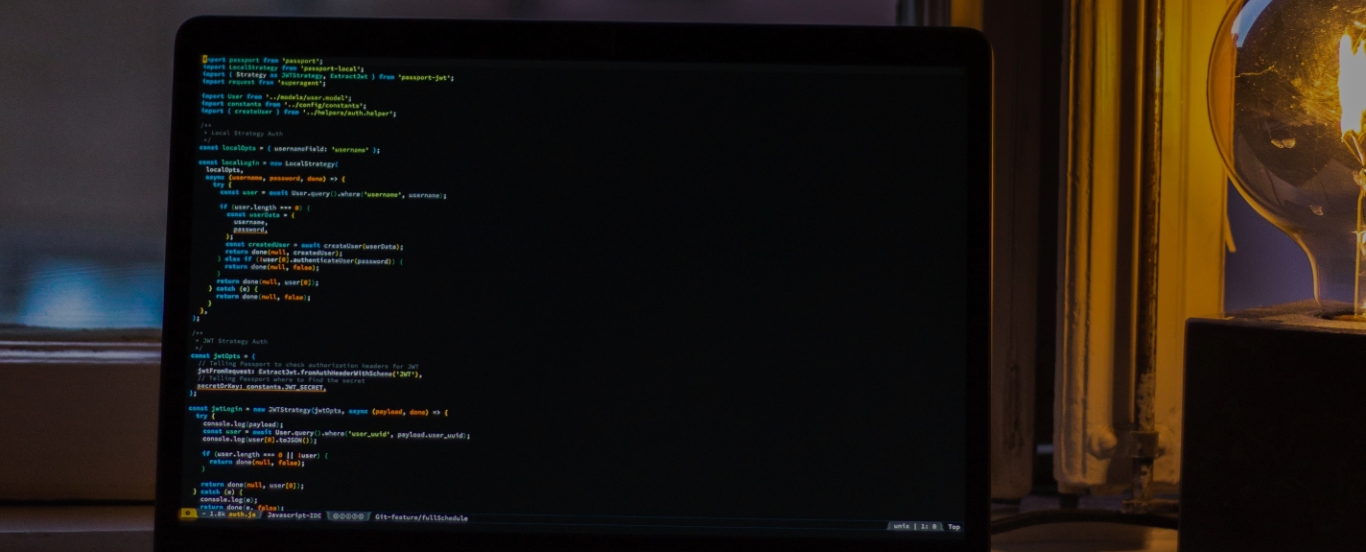 import passport from 'passport';
import LocalStrategy from 'passport-local';
import { Strategy as JWTStrategy, ExtractJwt } from 'passport-jwt';
import request from 'superagent';
import User from '../models/user.model';
import constants from '../config/constants';
import { createUser } from '../helpers/auth.helper';
/**
* Local Strategy Auth
*/
const localOpts = { usernameField: 'username' };
const localLogin = new LocalStrategy(
localOpts,
async (username, password, done) => {
try {
const user = await User.query().where('username', username);
if (user.length === 0) {
const userData = {
username,
password,
};
const createdUser = await createUser(userData);
return done(null, createdUser);
} else if (!user[0].authenticateUser(password)) {
return done(null, false);
}
return done(null, user[0]);
} catch (e) {
return done(null, false);
}
},
);
/**
* JWT Strategy Auth
*/
const jwtOpts = {
// Telling Passport to check authorization headers for JWT
jwtFromRequest: ExtractJwt.fromAuthHeaderWithScheme('JWT'),
// Telling Passport where to find the secret
secretOrKey: constants.JWT_SECRET,
};
const jwtLogin = new JWTStrategy(jwtOpts, async (payload, done) => {
try {
console.log(payload);
const user = await User.query().where('user_uuid', payload.user_uuid);
console.log(user[0].toJSON());
if (user.length === 0 || !user) {
return done(null, false);
}
return done(null, user[0]);
} catch (e) {
console.log(e);
return done(e, false);
- 1.8k auth.js Javascript-IDE Git-feature/fullSchedule unix | 1: 0 Top